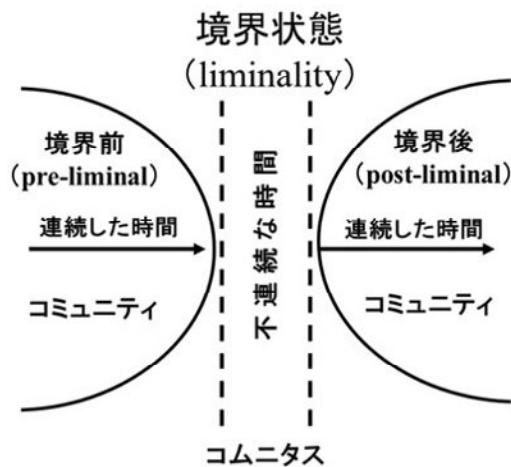 境界状態
(liminality)
境界前
(pre-liminal)
連続した時間
コミュニティ
不連続な時間
境界後
(post-liminal)
連続した時間
コミュニティ
コムニタス